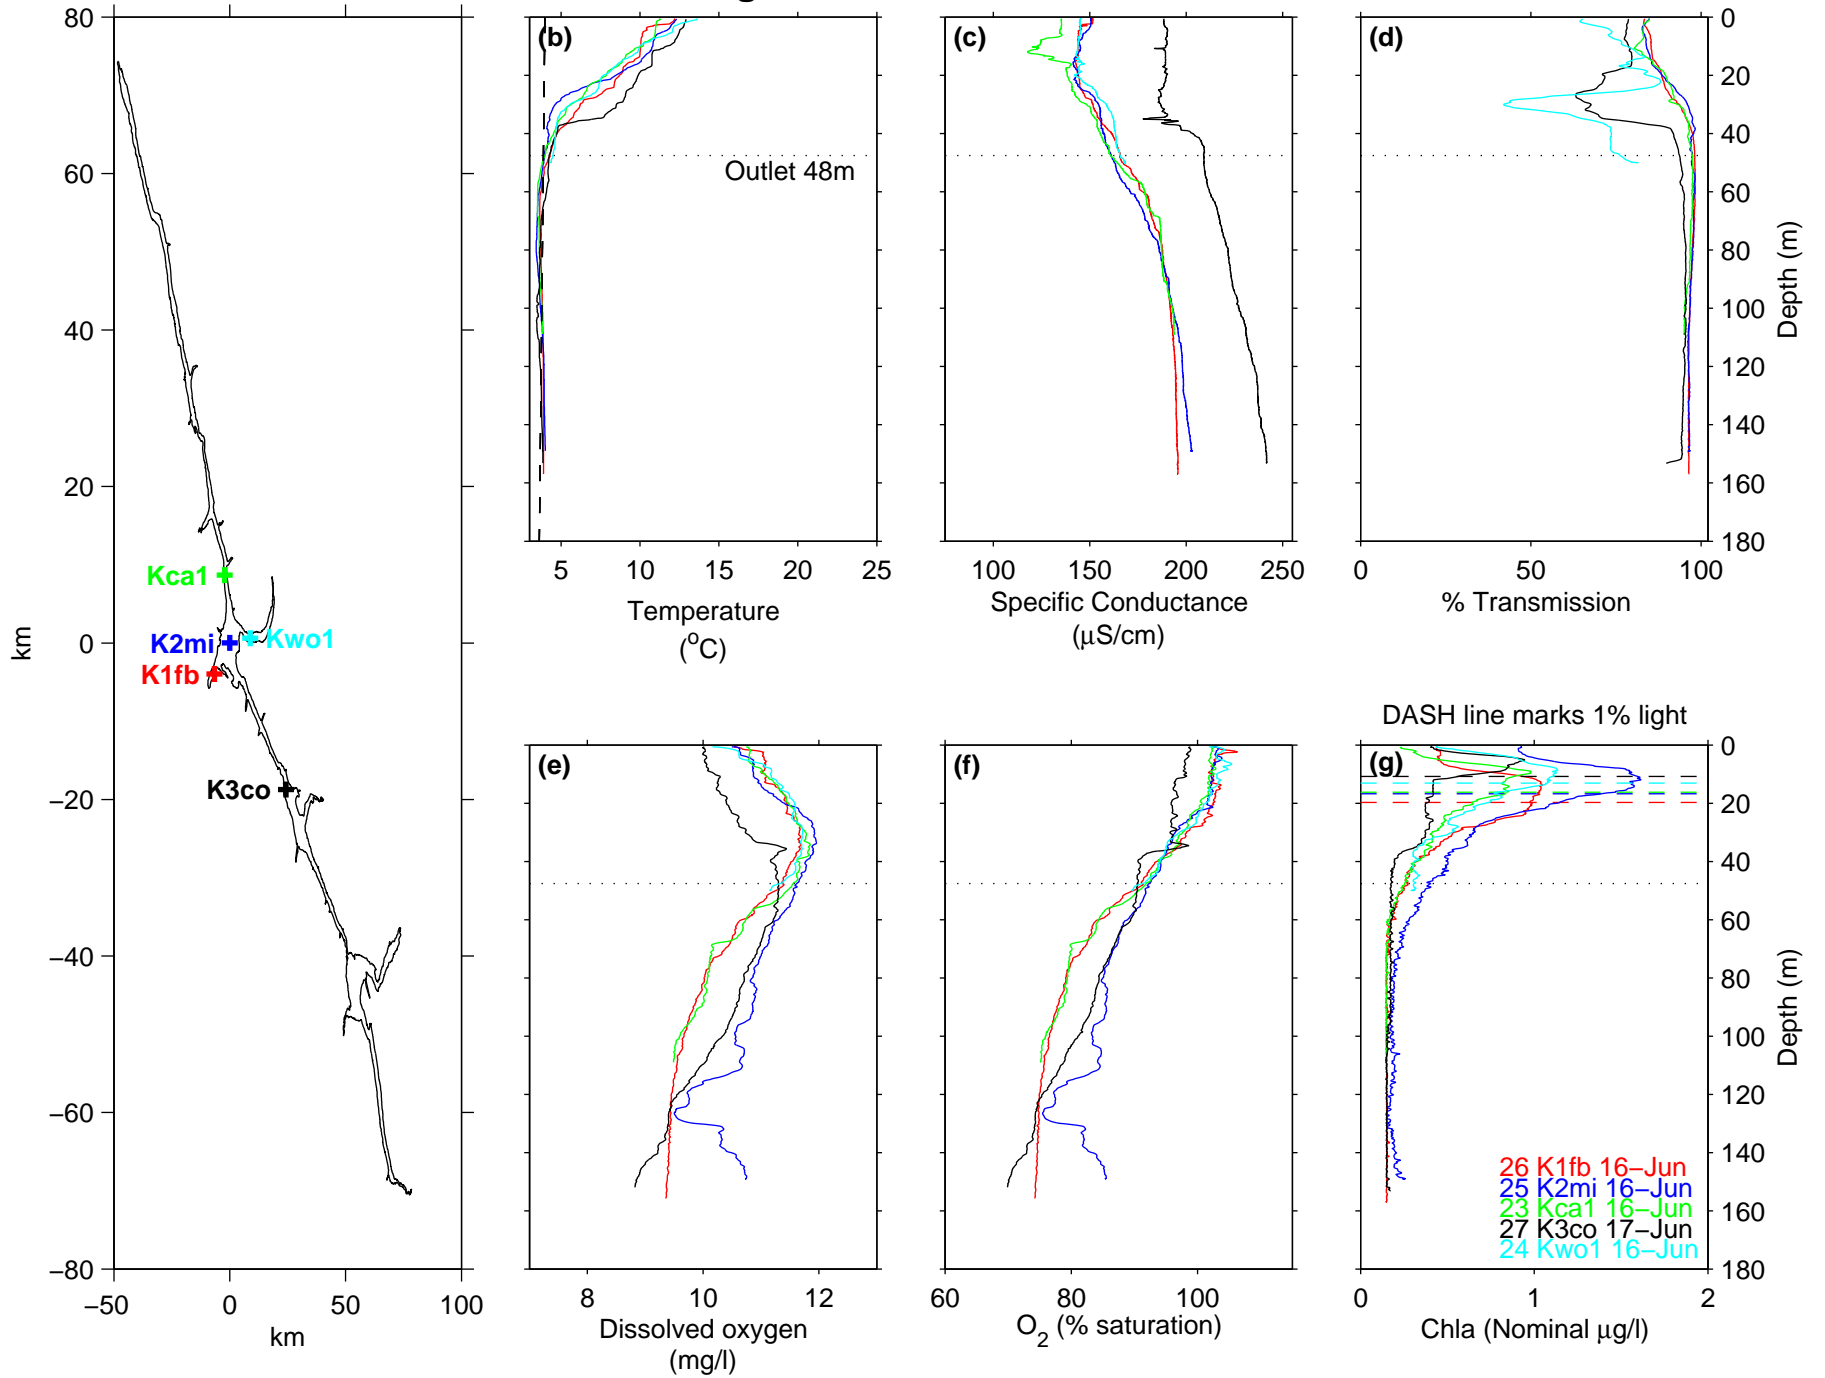 80
60
40
20
0
−20
−40
−60
−80
km
−50 0 50 100
km
Kca1
K2mi
Kwo1
K1fb
K3co
(b)
Outlet 48m
5 10 15 20 25
Temperature
(°C)
(c)
100 150 200 250
Specific Conductance
(μS/cm)
(d)
0 50 100
% Transmission
0
20
40
60
80
100
120
140
160
180
Depth (m)
(e)
8 10 12
Dissolved oxygen
(mg/l)
(f)
60 80 100
O2 (% saturation)
DASH line marks 1% light
(g)
26 K1fb 16−Jun
25 K2mi 16−Jun
23 Kca1 16−Jun
27 K3co 17−Jun
24 Kwo1 16−Jun
0 1 2
Chla (Nominal μg/l)
0
20
40
60
80
100
120
140
160
180
Depth (m)